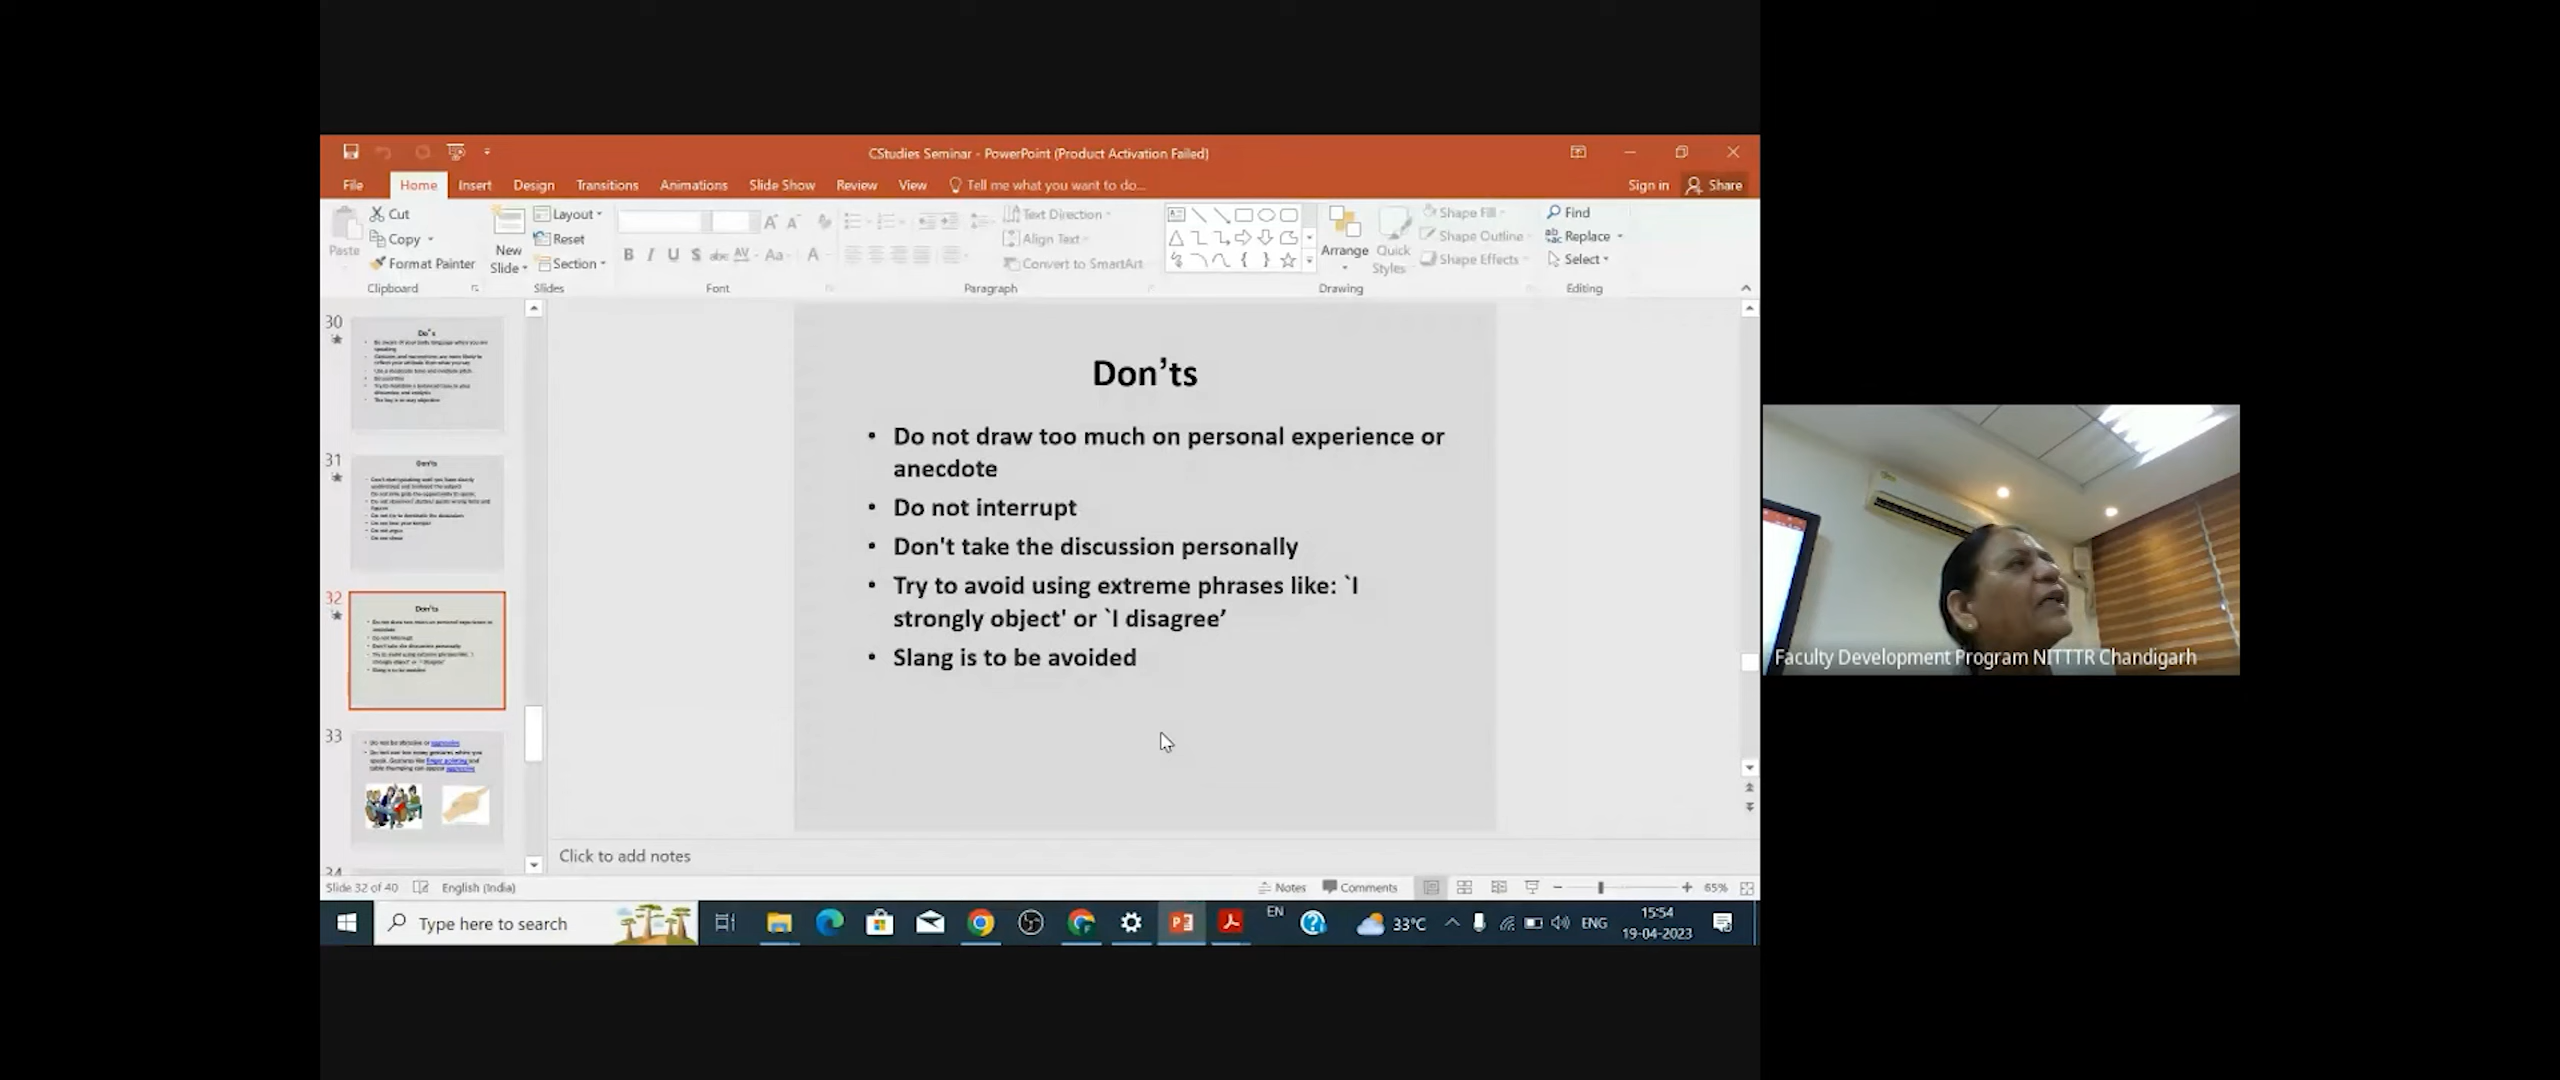 CStudies Seminar - PowerPoint (Product Activation Failed)
File Home Insert Design Transitions Animations Slide Show Review View Tell me what you want to do... Sign in Share
Paste
Cut
Copy
Format Painter
Clipboard
New Slide
Layout
Reset
Section
Slides
B I U S abc AV Aa A
Font
Text Direction
Align Text
Convert to SmartArt
Paragraph
Arrange
Quick Styles
Shape Fill
Shape Outline
Shape Effects
Drawing
Find
Replace
Select
Editing
30
Do's
31
Don'ts
32
Don'ts
33
34
Don’ts
• Do not draw too much on personal experience or
anecdote
• Do not interrupt
• Don't take the discussion personally
• Try to avoid using extreme phrases like: `I
strongly object' or `I disagree’
• Slang is to be avoided
Click to add notes
Slide 32 of 40 English (India) Notes Comments 65%
Type here to search
EN
33°C
ENG
15:54
19-04-2023
Faculty Development Program NITTTR Chandigarh